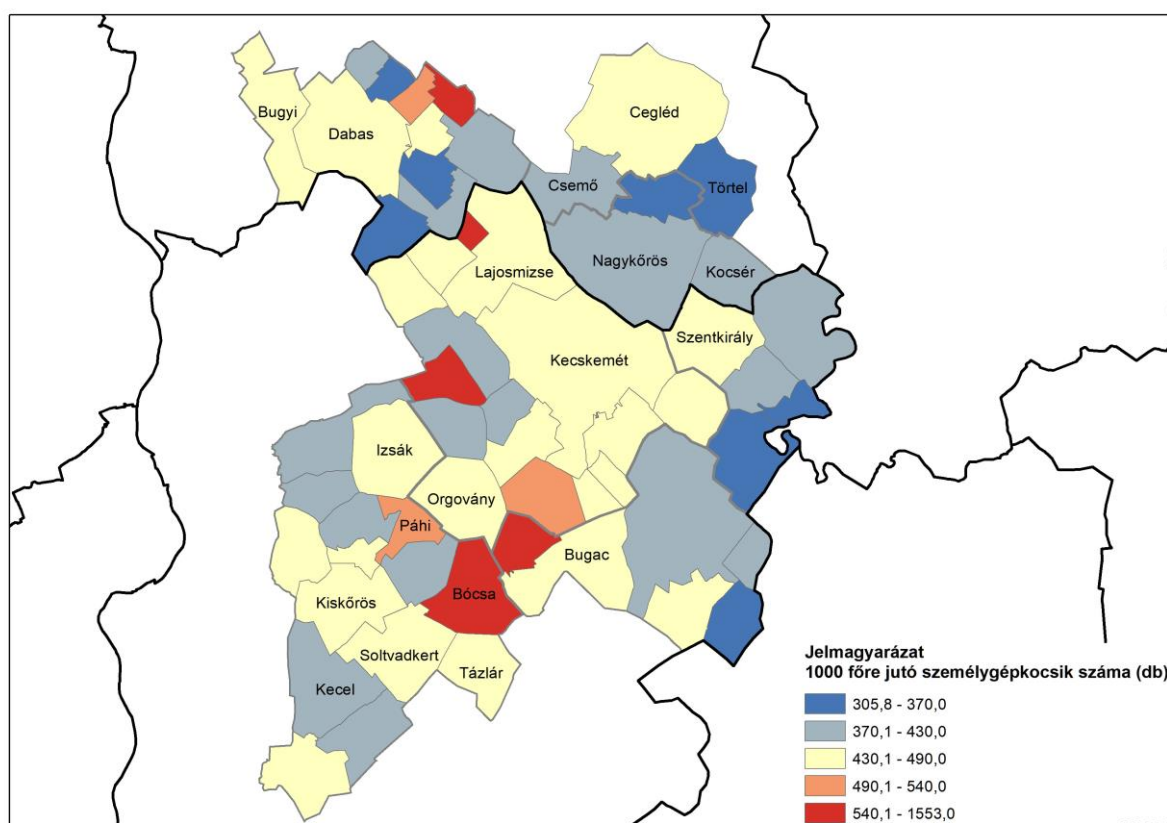 Bugyi
Dabas
Cegléd
Csemő
Törtel
Nagykőrös
Kocsér
Lajosmizse
Szentkirály
Kecskemét
Izsák
Orgovány
Páhi
Bugac
Bócsa
Kiskőrös
Soltvadkert
Tázlár
Kecel
Jelmagyarázat
1000 főre jutó személygépkocsik száma (db)
305,8 - 370,0
370,1 - 430,0
430,1 - 490,0
490,1 - 540,0
540,1 - 1553,0